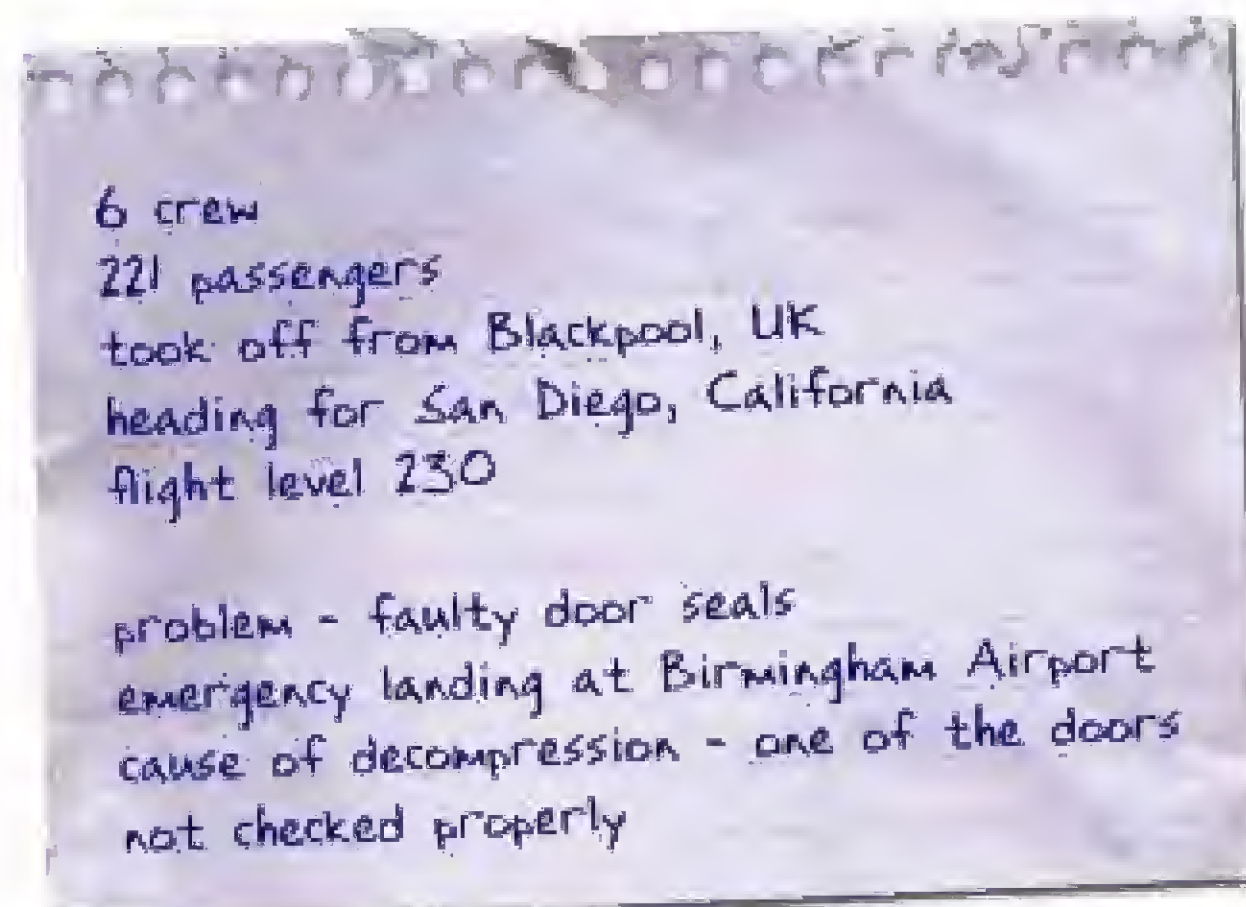 6 crew
221 passengers
took off from Blackpool, UK
heading for San Diego, California
flight level 230
problem - faulty door seals
emergency landing at Birmingham Airport
cause of decompression - one of the doors
not checked properly